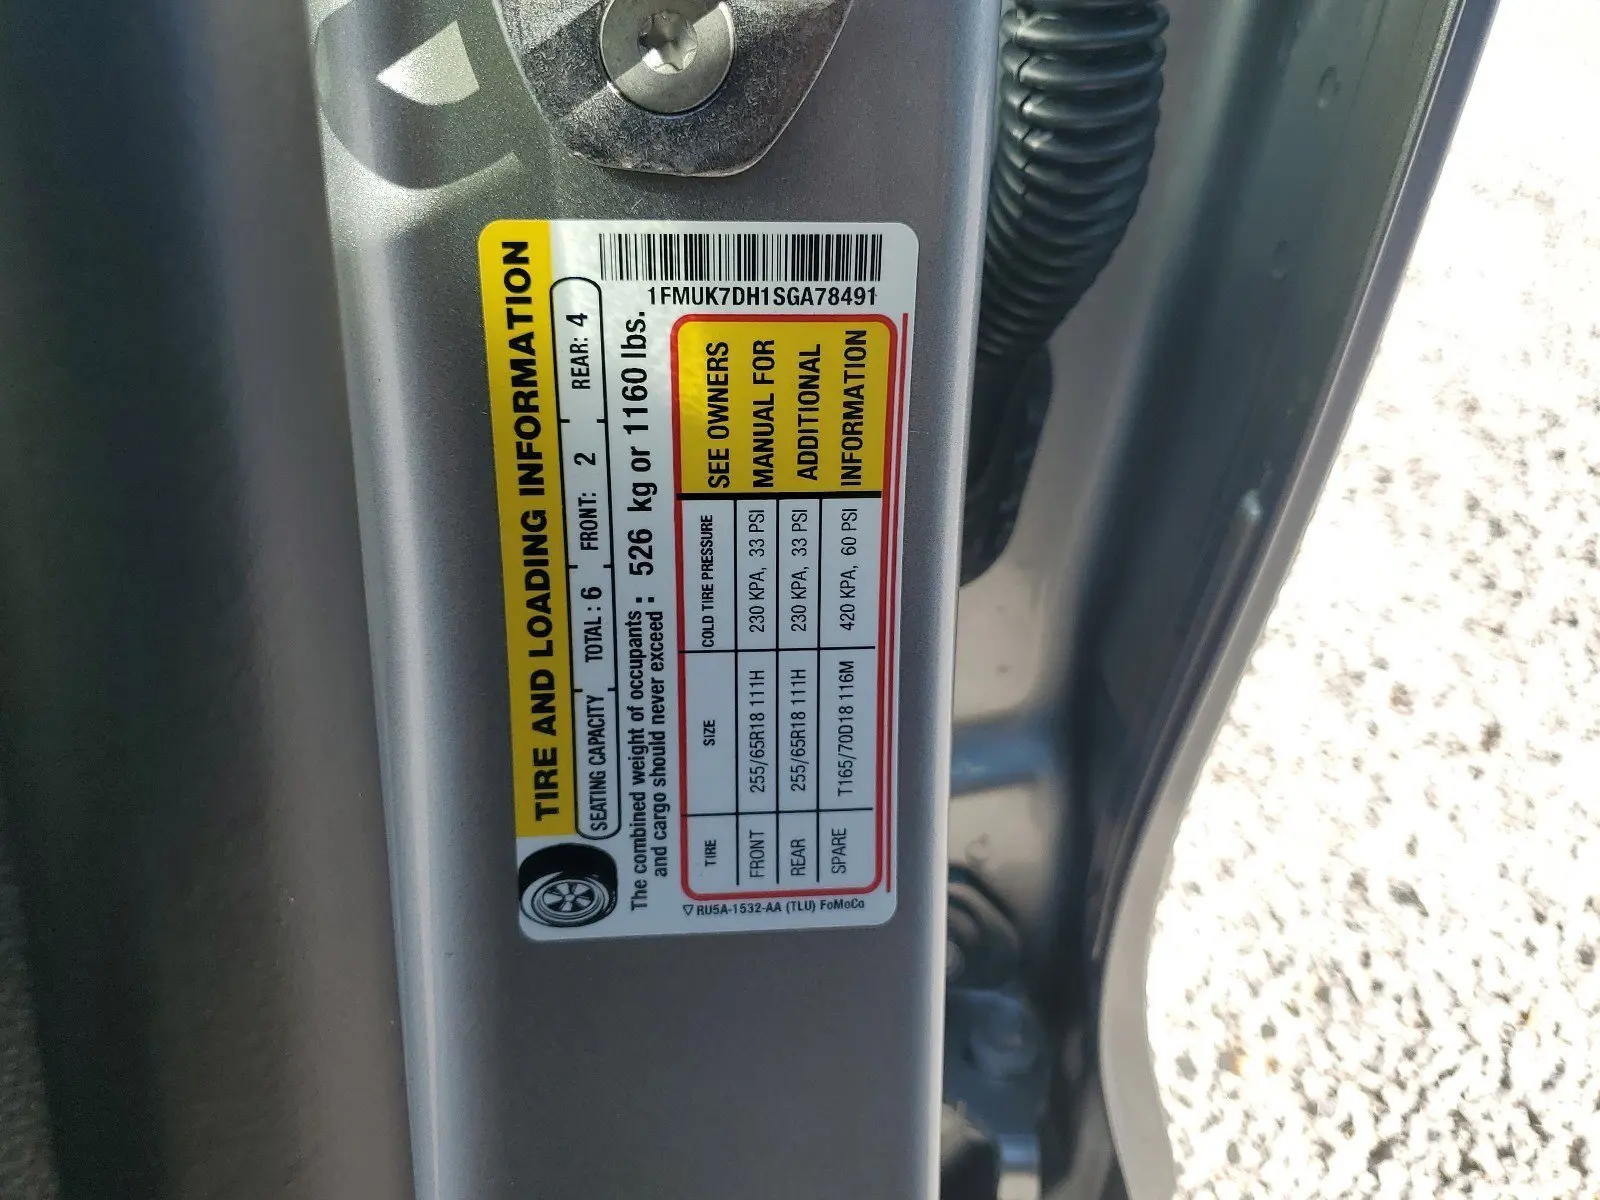 1FMUK7DH1SGA78491
TIRE AND LOADING INFORMATION
SEATING CAPACITY TOTAL : 6 FRONT: 2 REAR: 4
The combined weight of occupants
and cargo should never exceed : 526 kg or 1160 lbs.
TIRE SIZE COLD TIRE PRESSURE
FRONT 255/65R18 111H 230 KPA, 33 PSI
REAR 255/65R18 111H 230 KPA, 33 PSI
SPARE T165/70D18 116M 420 KPA, 60 PSI
SEE OWNERS
MANUAL FOR
ADDITIONAL
INFORMATION
▽ RU5A-1532-AA (TLU) FoMoCo